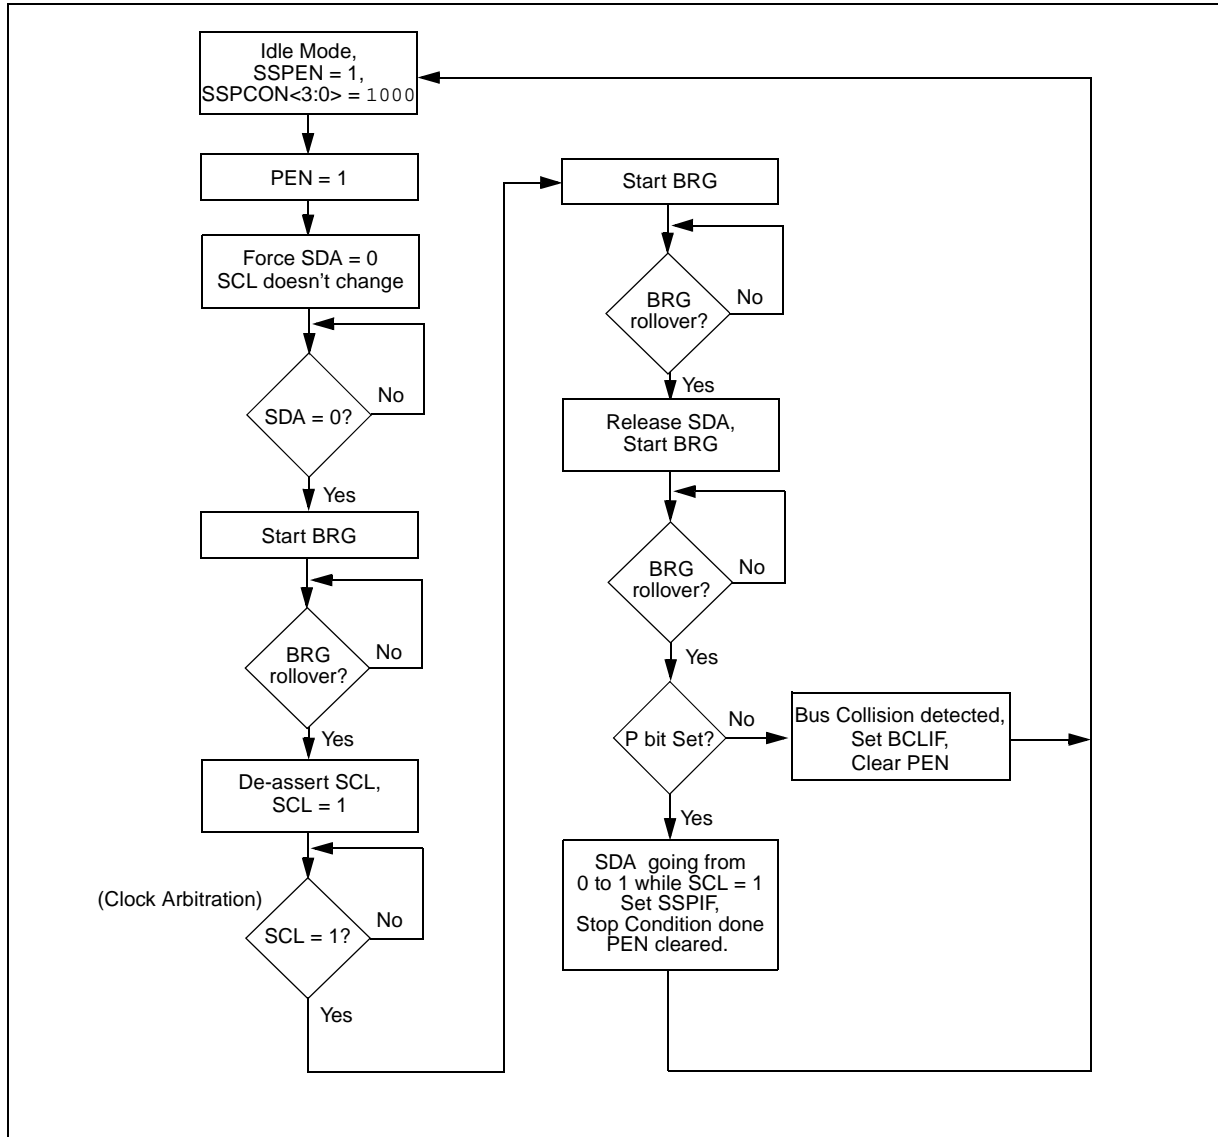 Idle Mode,
SSPEN = 1,
SSPCON<3:0> = 1000
PEN = 1
Force SDA = 0
SCL doesn't change
SDA = 0?
No
Yes
Start BRG
BRG
rollover?
No
Yes
De-assert SCL,
SCL = 1
(Clock Arbitration)
SCL = 1?
No
Yes
Start BRG
BRG
rollover?
No
Yes
Release SDA,
Start BRG
BRG
rollover?
No
Yes
P bit Set?
No
Bus Collision detected,
Set BCLIF,
Clear PEN
Yes
SDA going from
0 to 1 while SCL = 1
Set SSPIF,
Stop Condition done
PEN cleared.